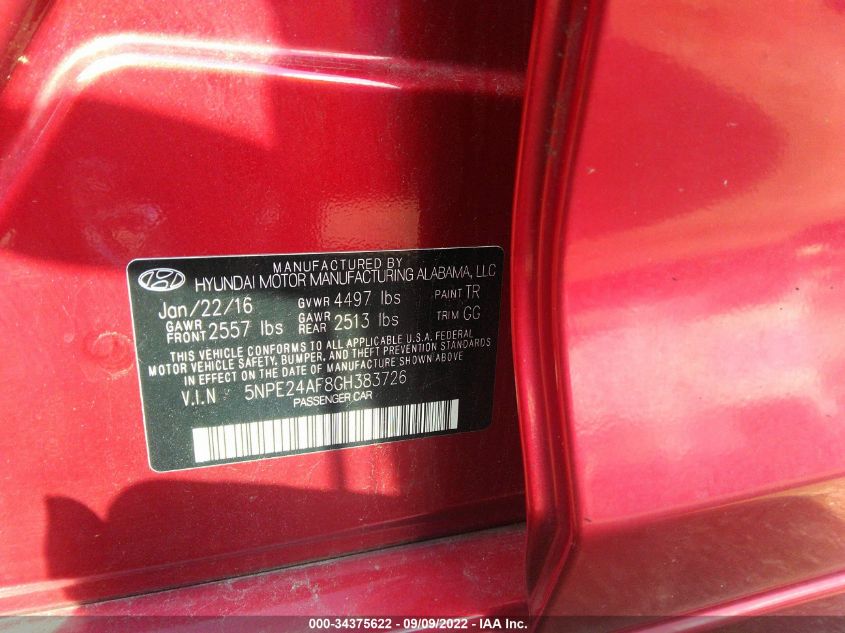 MANUFACTURED BY
HYUNDAI MOTOR MANUFACTURING ALABAMA, LLC
Jan/22/16 GVWR 4497 lbs PAINT TR
GAWR FRONT 2557 lbs GAWR REAR 2513 lbs TRIM GG
THIS VEHICLE CONFORMS TO ALL APPLICABLE U.S.A. FEDERAL
MOTOR VEHICLE SAFETY, BUMPER, AND THEFT PREVENTION STANDARDS
IN EFFECT ON THE DATE OF MANUFACTURE SHOWN ABOVE
V.I.N 5NPE24AF8GH383726
PASSENGER CAR
000-34375622 - 09/09/2022 - © IAA, Inc.